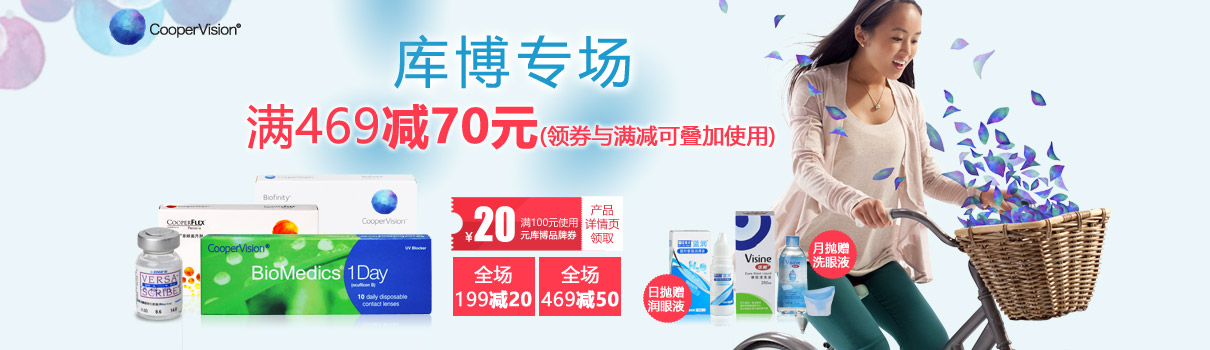 CooperVision®
库博专场
满469减70元(领券与满减可叠加使用)
Biofinity™
CooperVision™
COOPERFLEX™
CooperVision®
UV Blocker
BioMedics® 1Day
(ocufilcon B)
10 daily disposable
contact lenses
VERSA
SCRIBE
¥20
满100元使用
元库博品牌券
产品
详情页
领取
全场
199减20
全场
469减50
日抛赠
润眼液
Visine
月抛赠
洗眼液